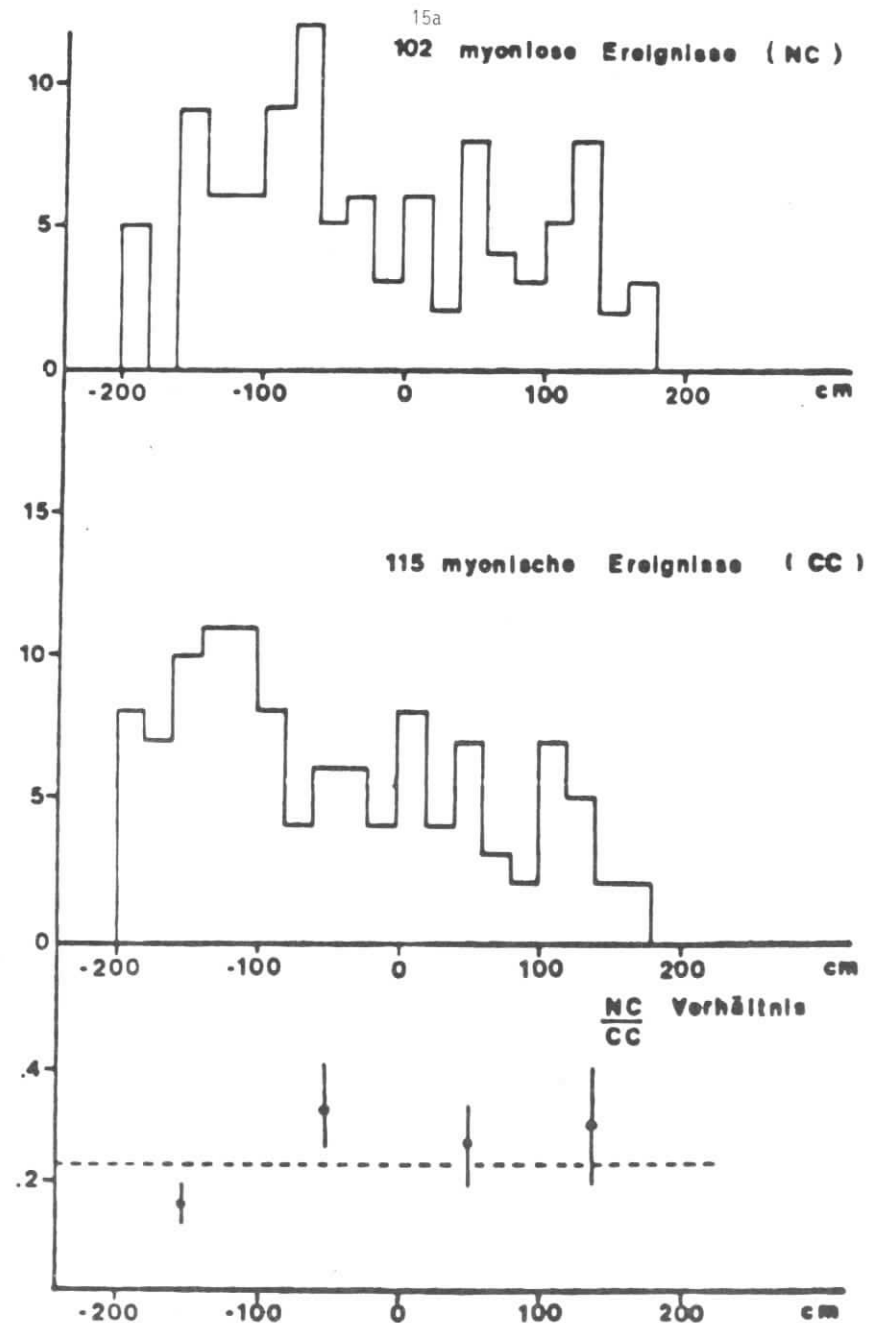 15a
102 myonlose Ereignisse ( NC )
10
5
0
-200 -100 0 100 200 cm
15
115 myonische Ereignisse ( CC )
10
5
0
-200 -100 0 100 200 cm
NC Verhältnis
CC
.4
.2
-200 -100 0 100 200 cm